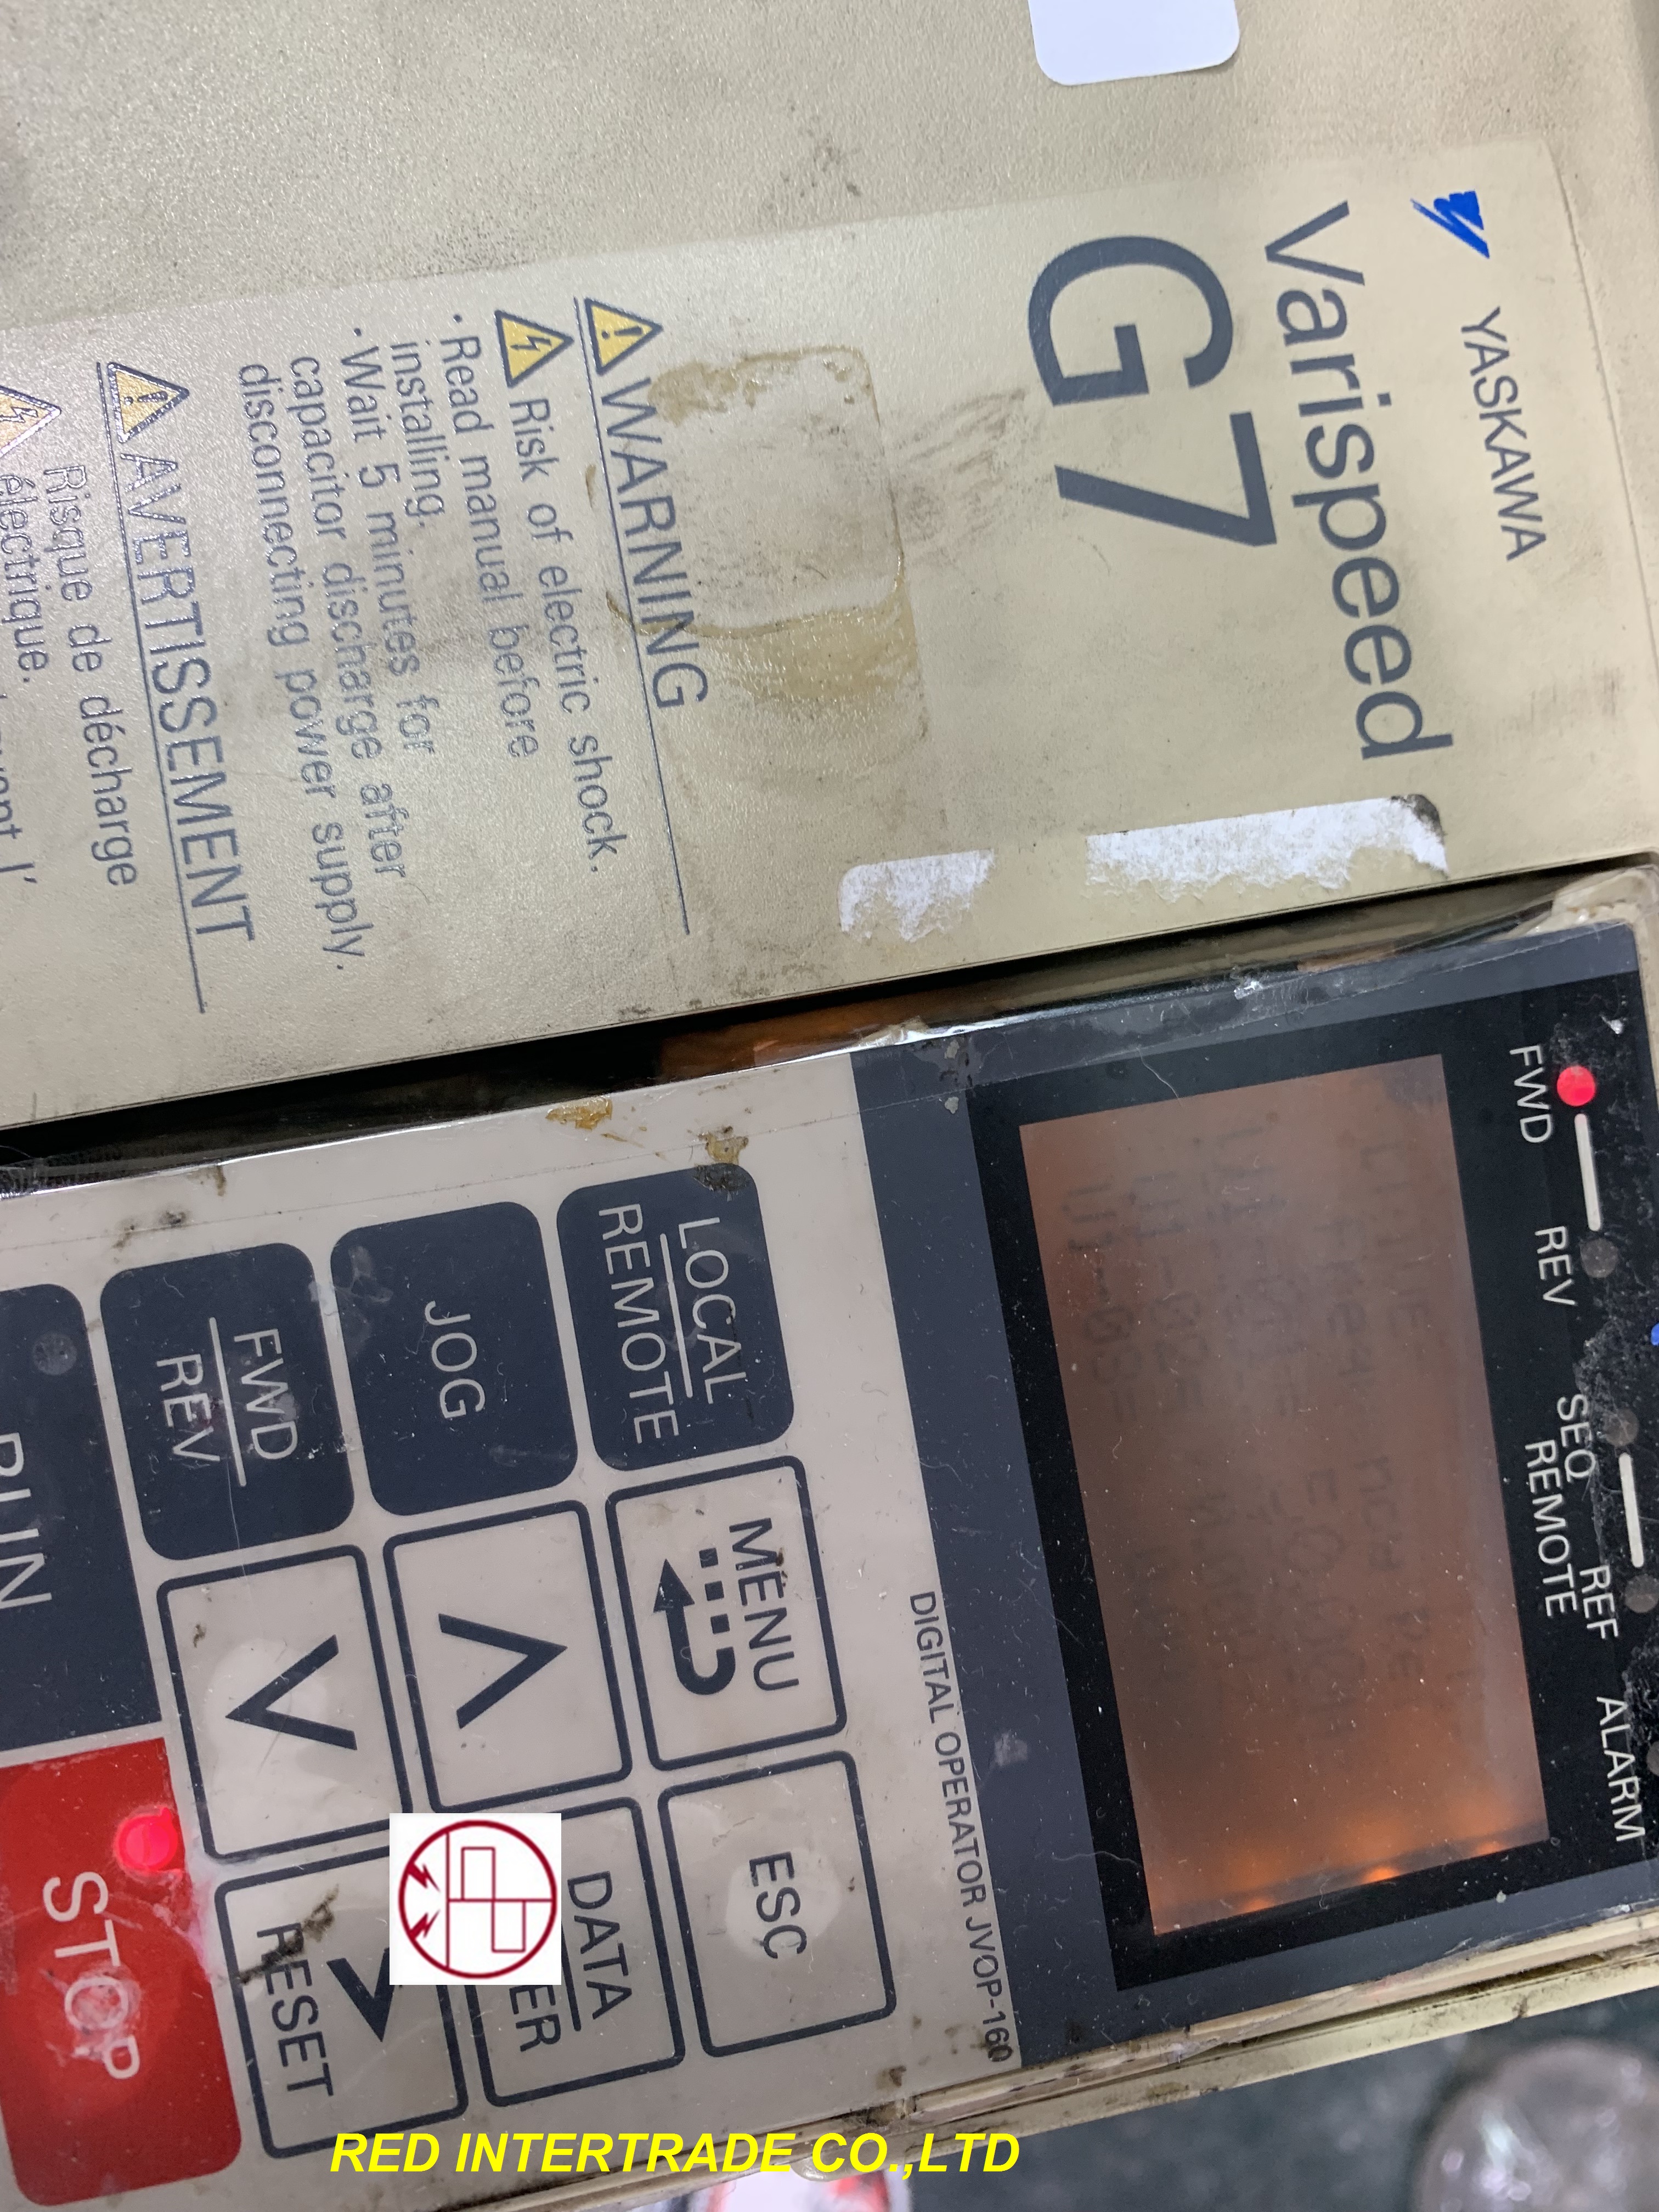 YASKAWA
Varispeed
G7
WARNING
Risk of electric shock.
·Read manual before
installing.
·Wait 5 minutes for
capacitor discharge after
disconnecting power supply.
AVERTISSEMENT
Risque de décharge
électrique.
l'
FWD
REV
SEQ
REMOTE
REF
ALARM
DIGITAL OPERATOR JVOP-160
LOCAL
REMOTE
MENU
ESC
JOG
DATA
FWD
REV
RESET
STOP
RED INTERTRADE CO.,LTD